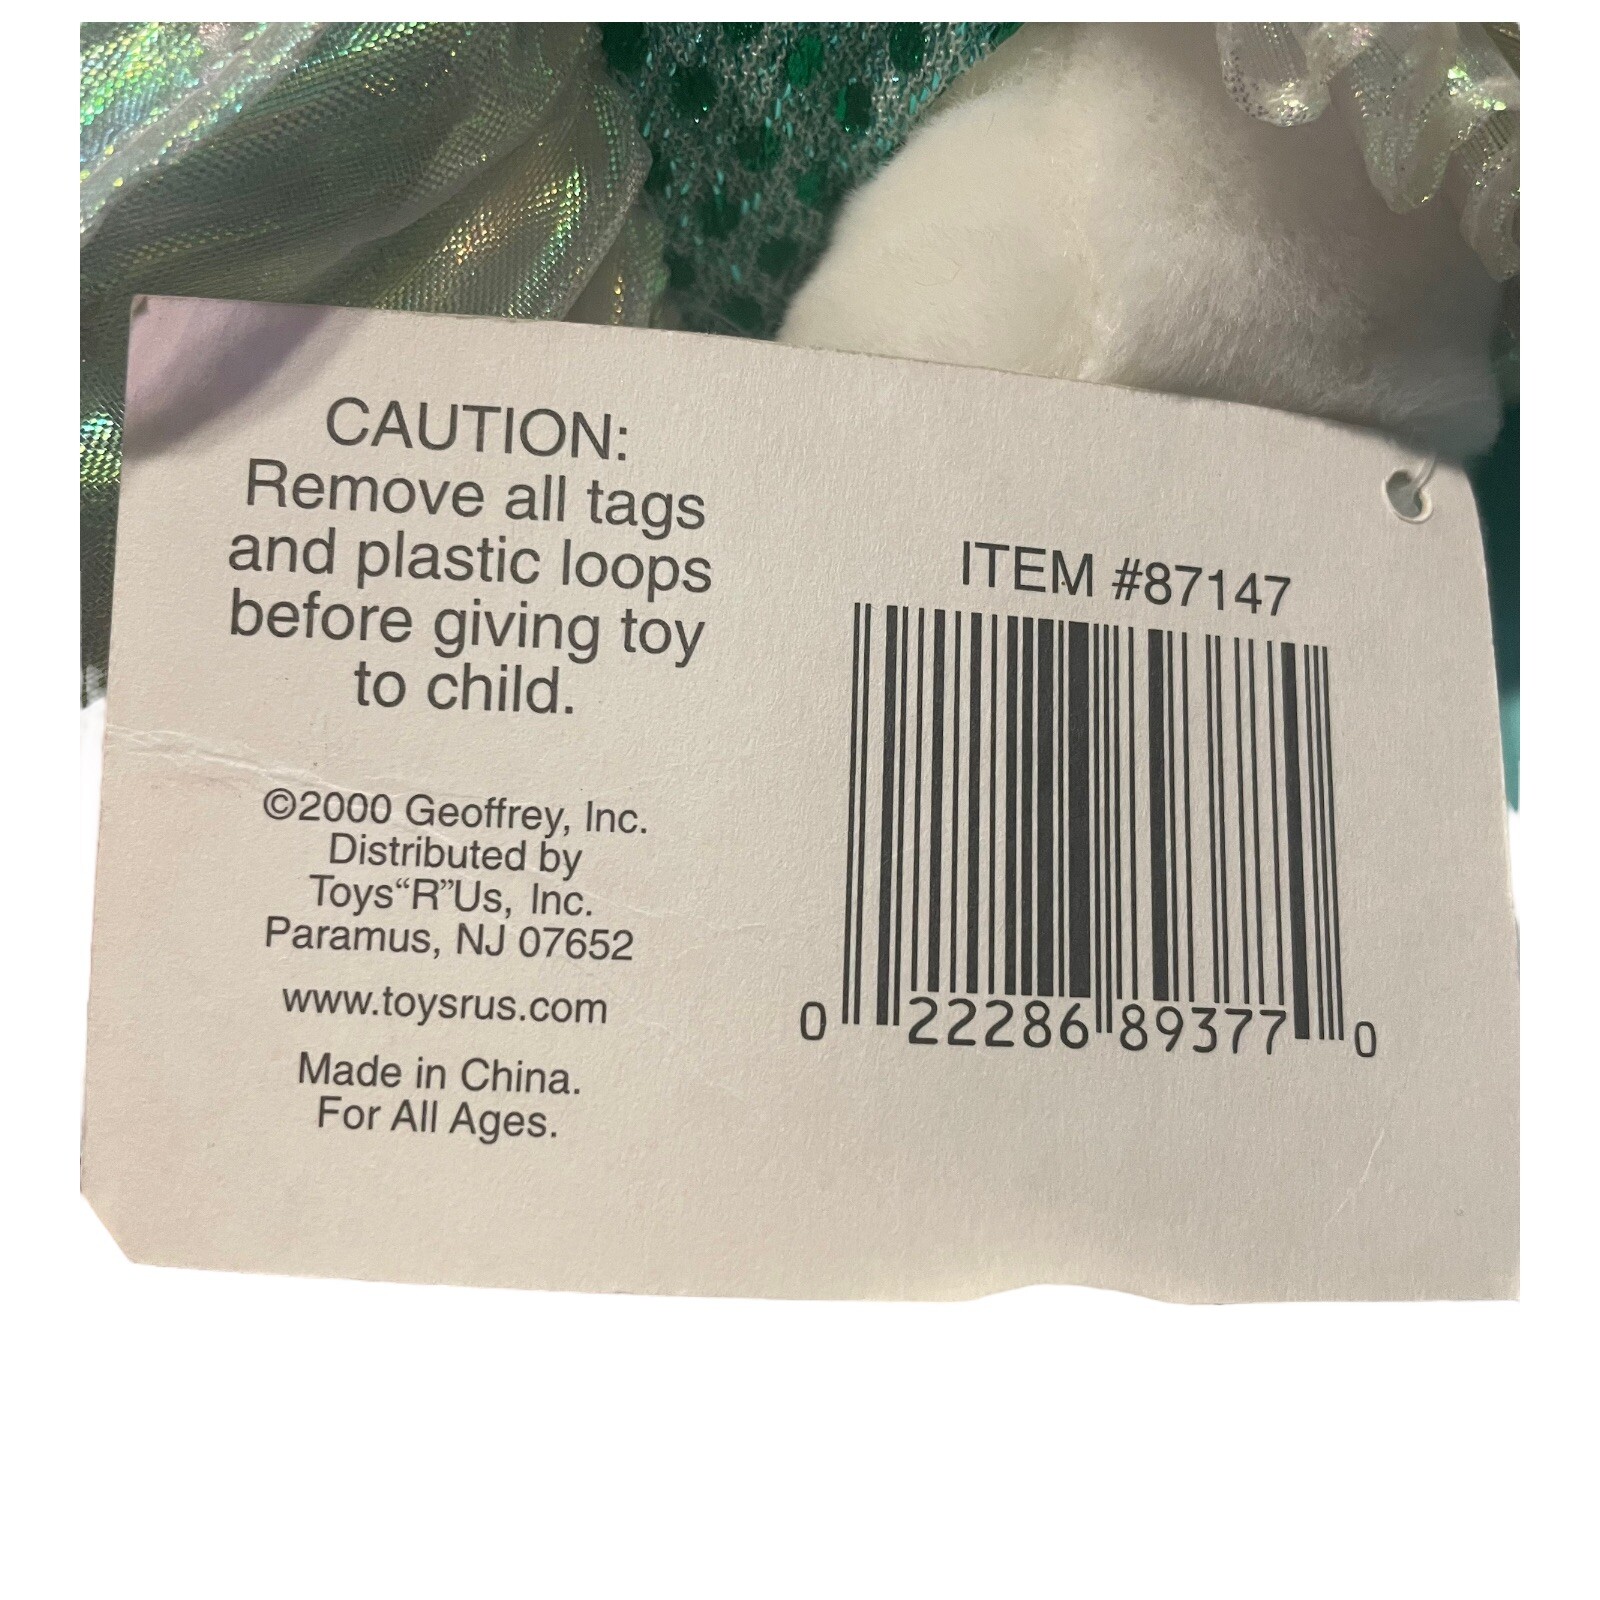 CAUTION:
Remove all tags
and plastic loops
before giving toy
to child.
©2000 Geoffrey, Inc.
Distributed by
Toys“R”Us, Inc.
Paramus, NJ 07652
www.toysrus.com
Made in China.
For All Ages.
ITEM #87147
0 22286 89377 0